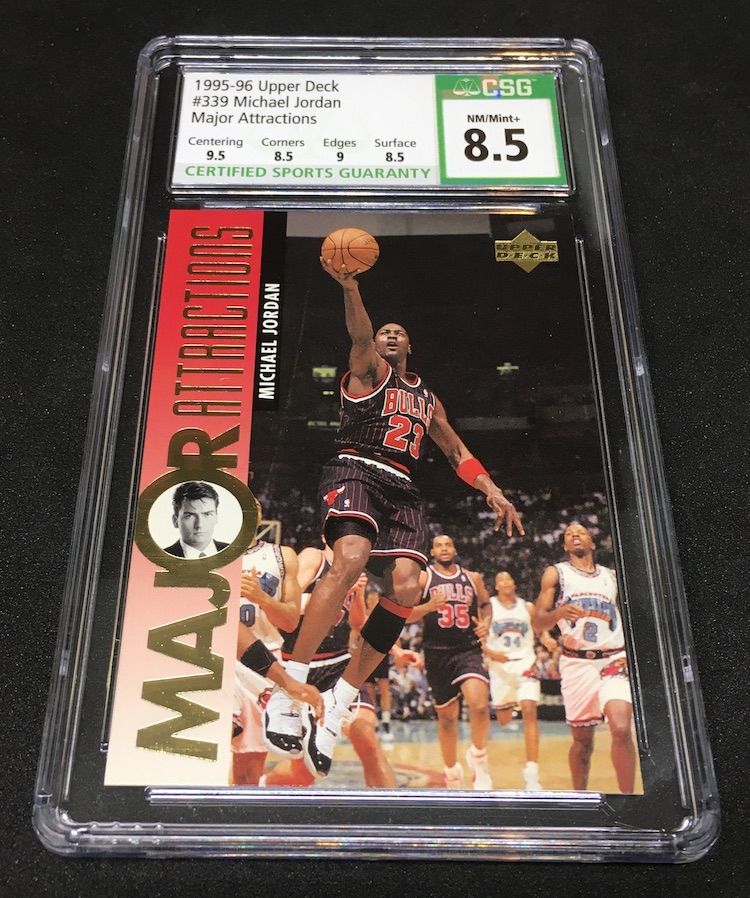 1995-96 Upper Deck
#339 Michael Jordan
Major Attractions
Centering Corners Edges Surface
9.5 8.5 9 8.5
CERTIFIED SPORTS GUARANTY
CSG
NM/Mint+
8.5
MAJOR ATTRACTIONS
MICHAEL JORDAN
UPPER
DECK
BULLS
23
BULLS
35
34
2
0